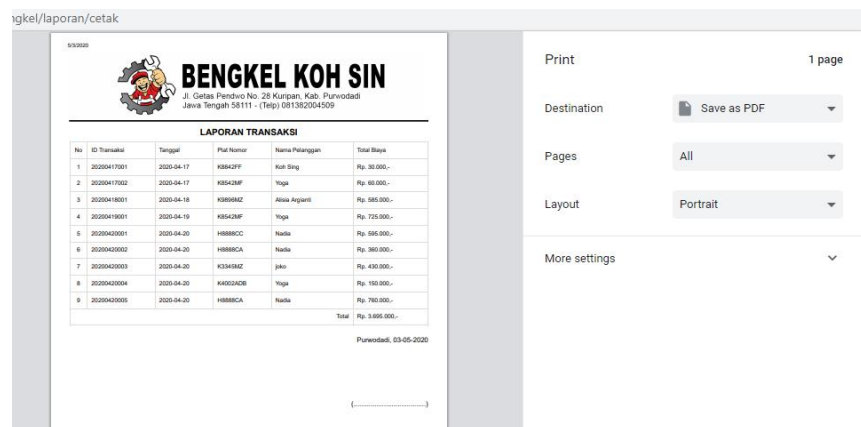 ngkel/laporan/cetak
5/3/2020
BENGKEL KOH SIN
Jl. Getas Pendwo No. 28 Kuripan, Kab. Purwodadi
Jawa Tengah 58111 - (Telp) 081382004509
LAPORAN TRANSAKSI
No ID Transaksi Tanggal Plat Nomor Nama Pelanggan Total Biaya
1 20200417001 2020-04-17 K8842FF Koh Sing Rp. 30.000,-
2 20200417002 2020-04-17 K8542MF Yoga Rp. 60.000,-
3 20200418001 2020-04-18 K9896MZ Alisia Argianti Rp. 585.000,-
4 20200419001 2020-04-19 K8542MF Yoga Rp. 725.000,-
5 20200420001 2020-04-20 H8888CC Nadia Rp. 595.000,-
6 20200420002 2020-04-20 H8888CA Nadia Rp. 360.000,-
7 20200420003 2020-04-20 K3345MZ joko Rp. 430.000,-
8 20200420004 2020-04-20 K4002ADB Yoga Rp. 150.000,-
9 20200420005 2020-04-20 H8888CA Nadia Rp. 760.000,-
Total Rp. 3.695.000,-
Purwodadi, 03-05-2020
(..................................)
Print 1 page
Destination Save as PDF
Pages All
Layout Portrait
More settings